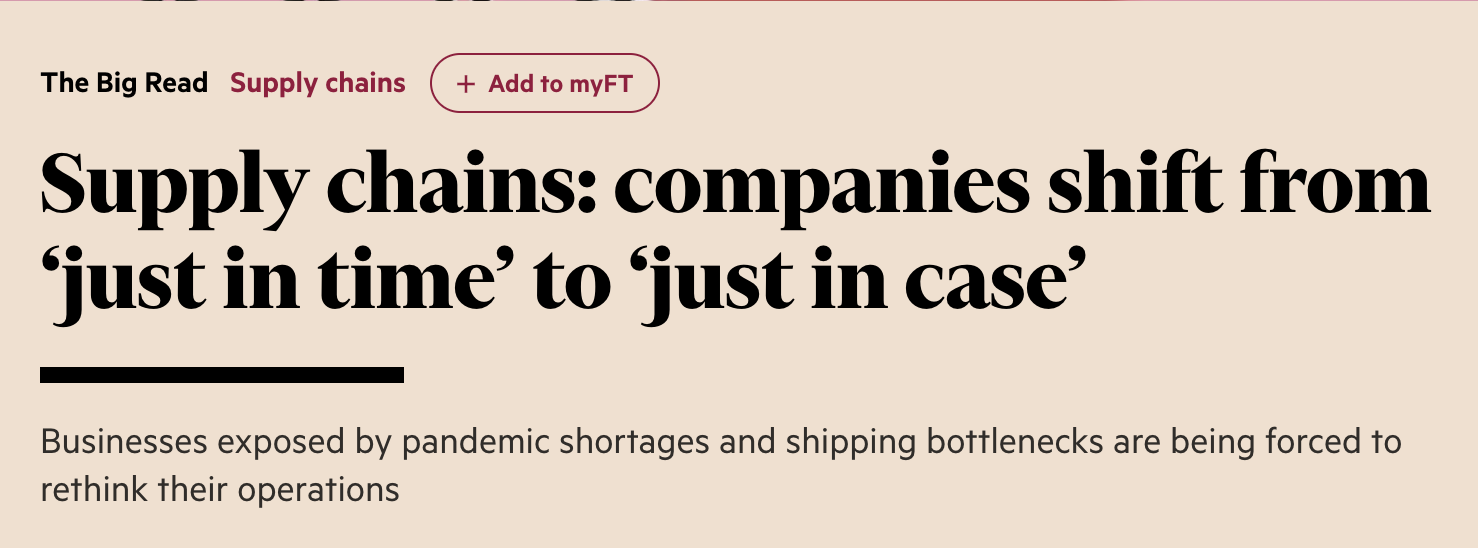 The Big Read Supply chains + Add to myFT
Supply chains: companies shift from
‘just in time’ to ‘just in case’
Businesses exposed by pandemic shortages and shipping bottlenecks are being forced to
rethink their operations